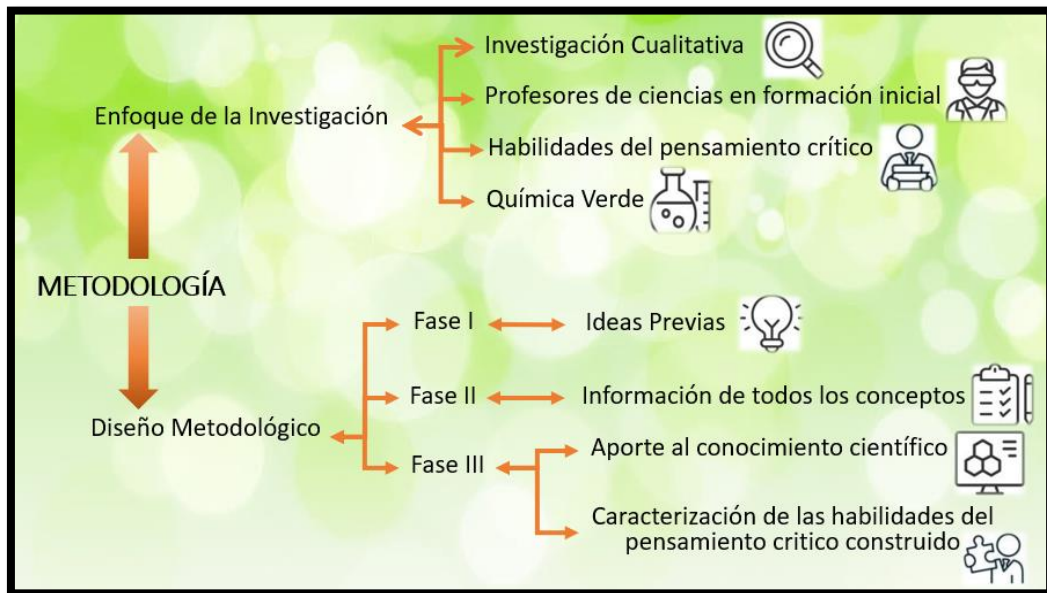 Investigación Cualitativa
Profesores de ciencias en formación inicial
Enfoque de la Investigación
Habilidades del pensamiento crítico
Química Verde
METODOLOGÍA
Fase I
Ideas Previas
Fase II
Información de todos los conceptos
Diseño Metodológico
Fase III
Aporte al conocimiento científico
Caracterización de las habilidades del
pensamiento critico construido